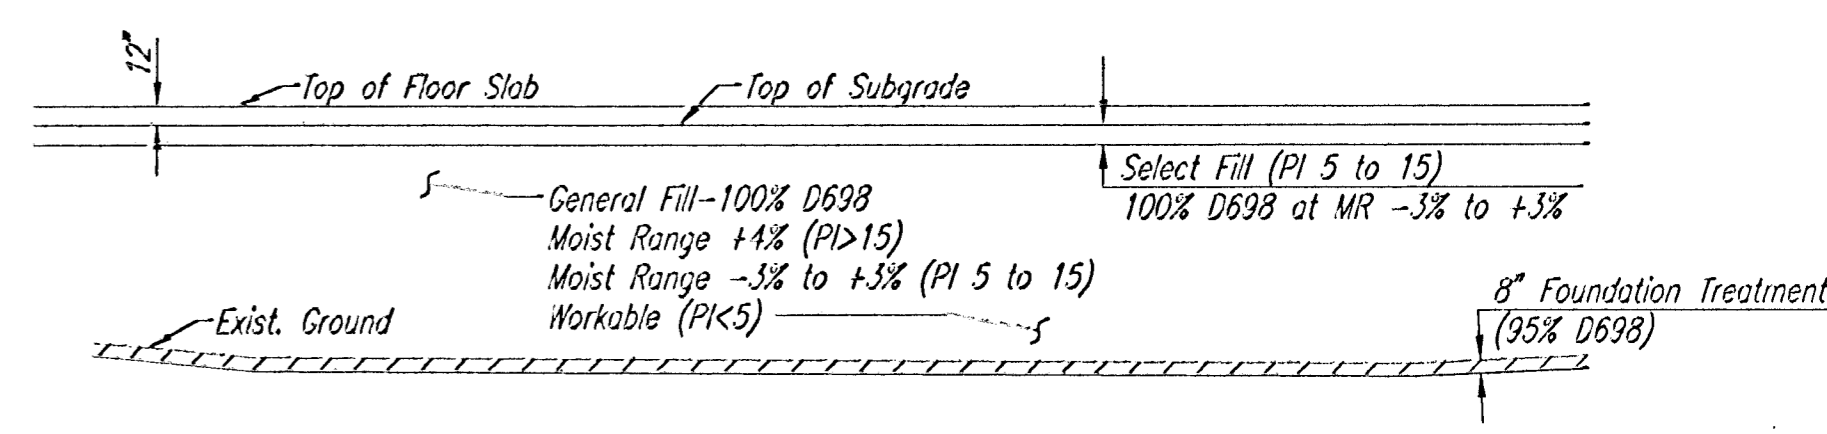 12"
Top of Floor Slab
Top of Subgrade
Select Fill (PI 5 to 15)
100% D698 at MR -3% to +3%
General Fill-100% D698
Moist Range +4% (PI>15)
Moist Range -3% to +3% (PI 5 to 15)
Workable (PI<5)
Exist. Ground
8" Foundation Treatment
(95% D698)